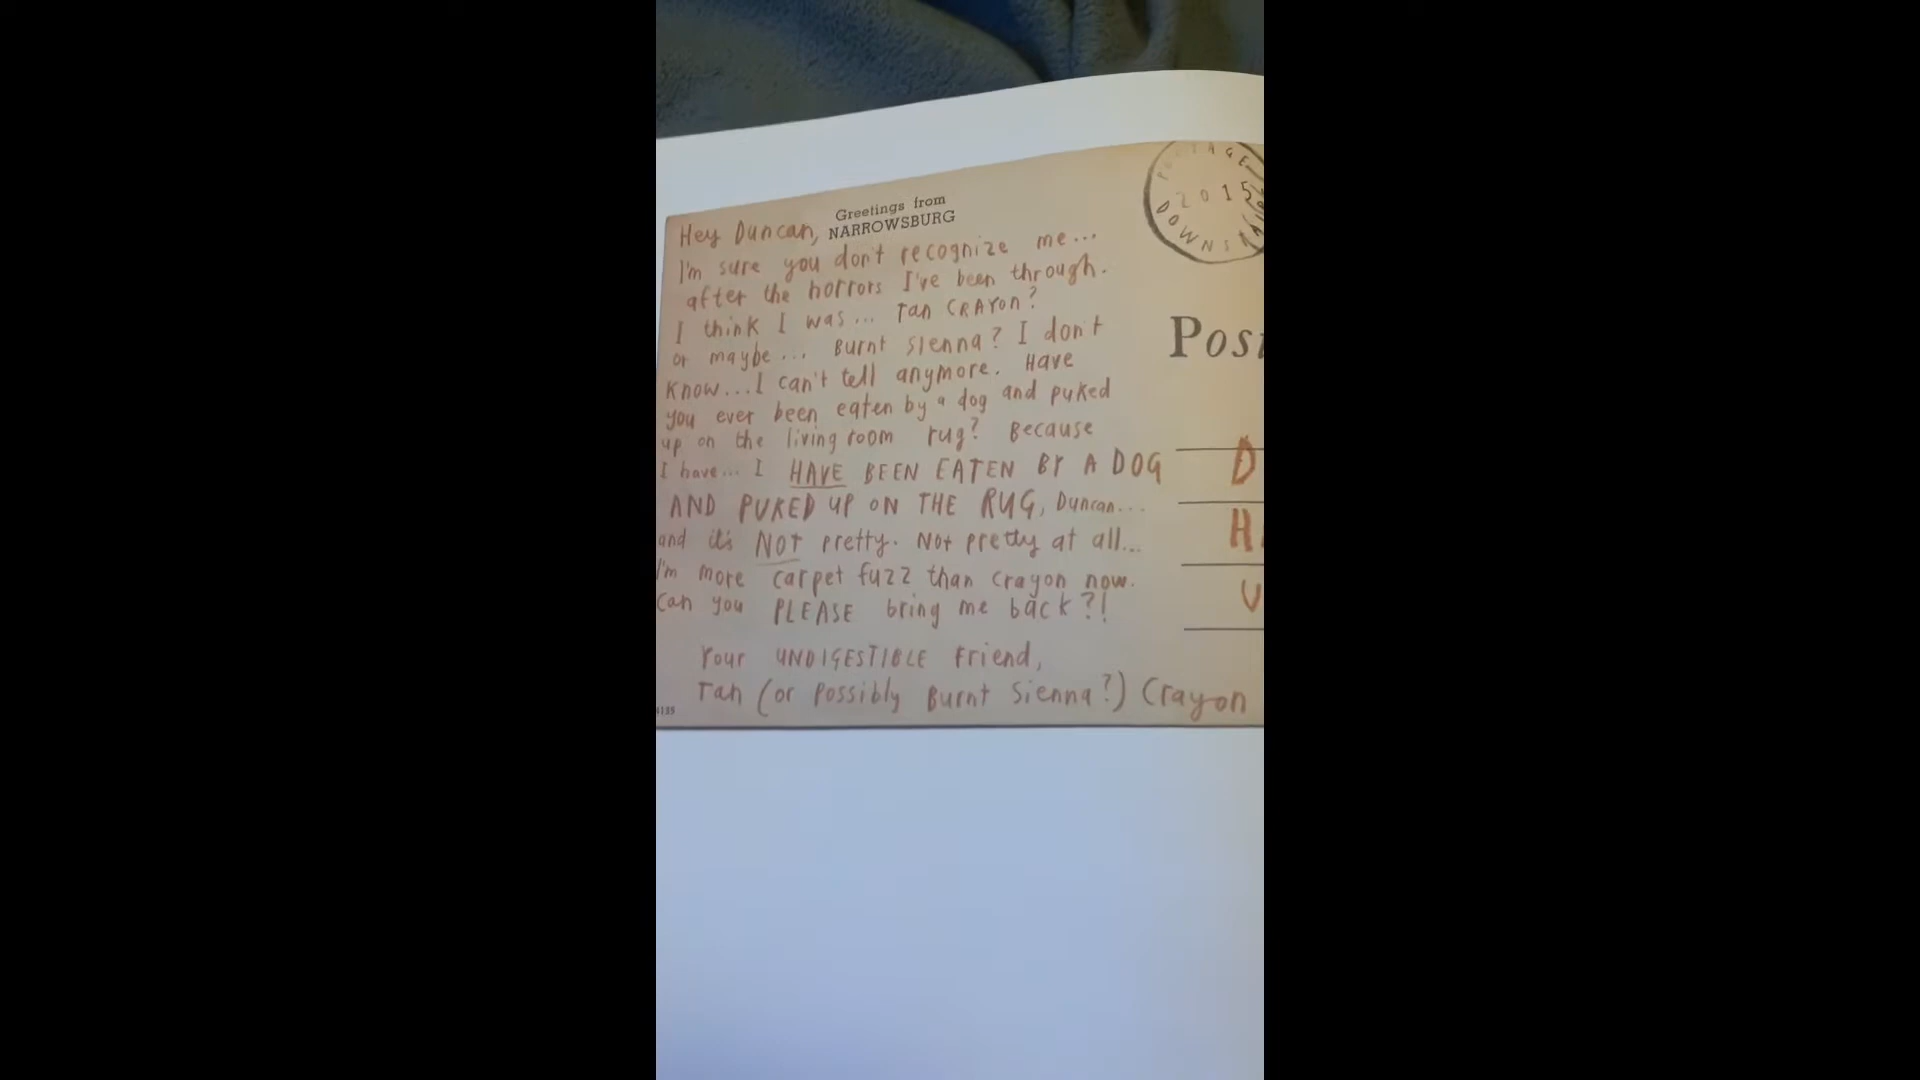 Greetings from
NARROWSBURG
Hey Duncan,
I'm sure you don't recognize me...
after the horrors I've been through.
I think I was... Tan CRAYON?
or maybe... Burnt Sienna? I don't
know...I can't tell anymore. Have
you ever been eaten by a dog and puked
up on the living room rug? Because
I have... I HAVE BEEN EATEN BY A DOG
AND PUKED UP ON THE RUG, Duncan...
and it's NOT pretty. Not pretty at all...
I'm more carpet fuzz than crayon now.
Can you PLEASE bring me back?!
Your UNDIGESTIBLE Friend,
Tan (or possibly Burnt Sienna?) Crayon
2015
Pos
D
H